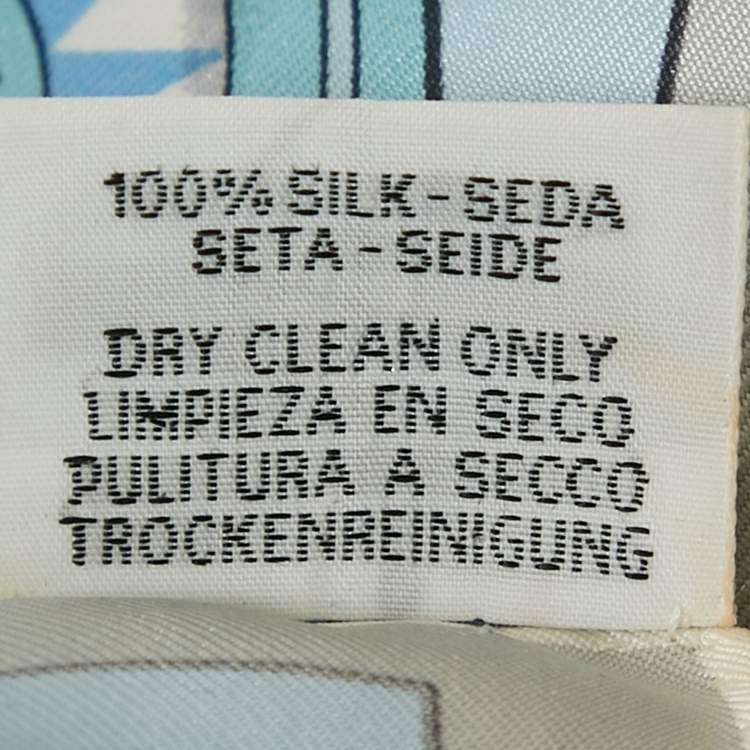 100% SILK - SEDA
SETA - SEIDE
DRY CLEAN ONLY
LIMPIEZA EN SECO
PULITURA A SECCO
TROCKENREINIGUNG